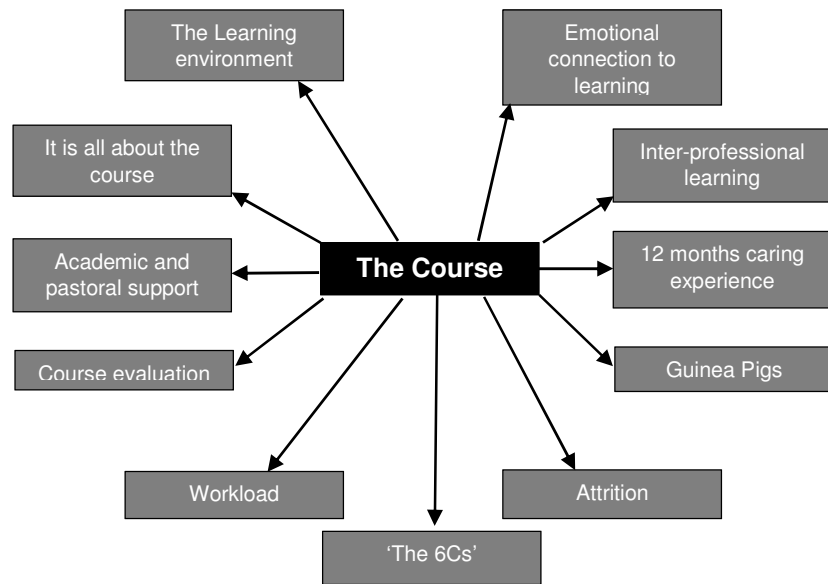 The Learning
environment
Emotional
connection to
learning
It is all about the
course
Inter-professional
learning
The Course
Academic and
pastoral support
12 months caring
experience
Course evaluation
Guinea Pigs
Workload
Attrition
‘The 6Cs’